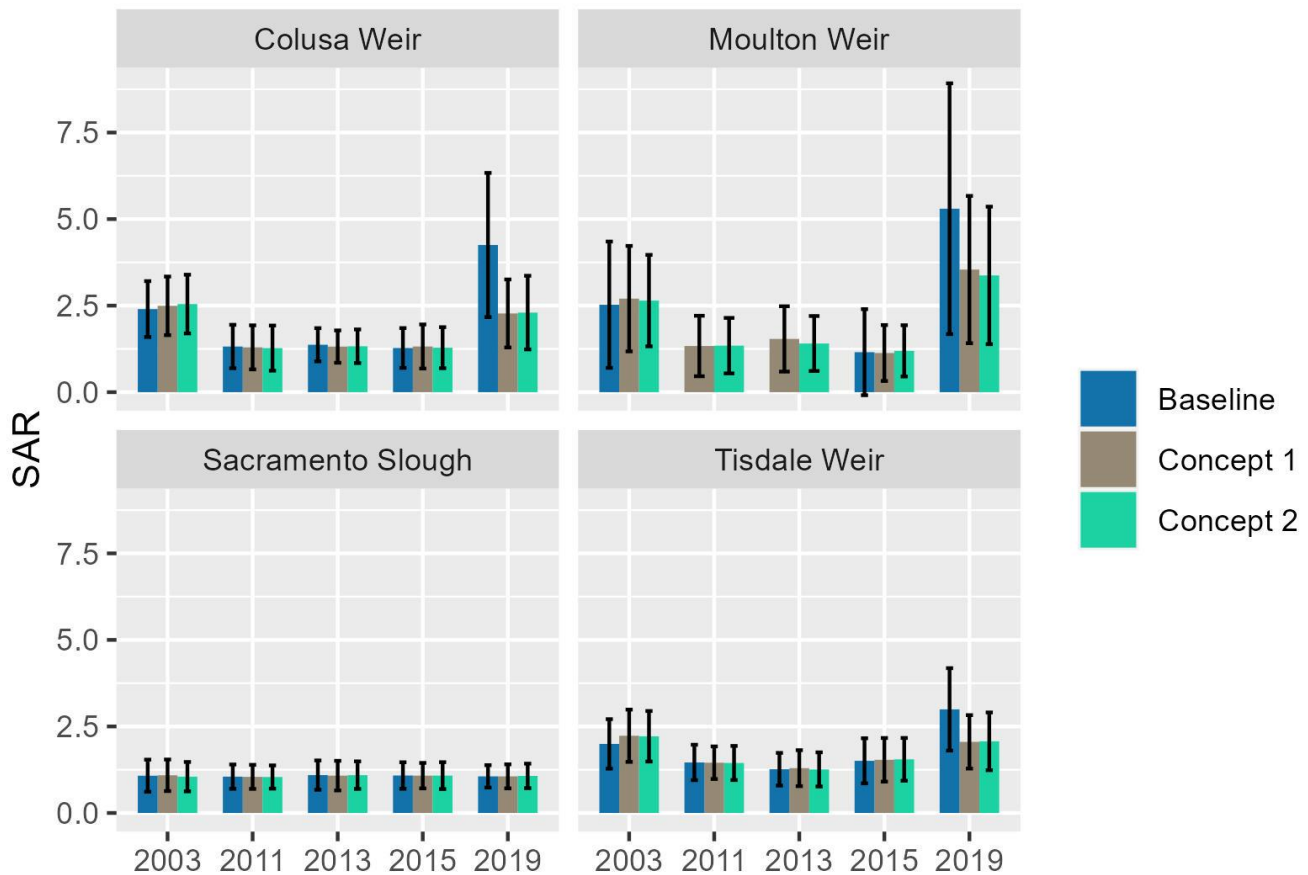 Colusa Weir
Moulton Weir
7.5
5.0
2.5
0.0
SAR
Sacramento Slough
Tisdale Weir
7.5
5.0
2.5
0.0
2003 2011 2013 2015 2019
2003 2011 2013 2015 2019
Baseline
Concept 1
Concept 2